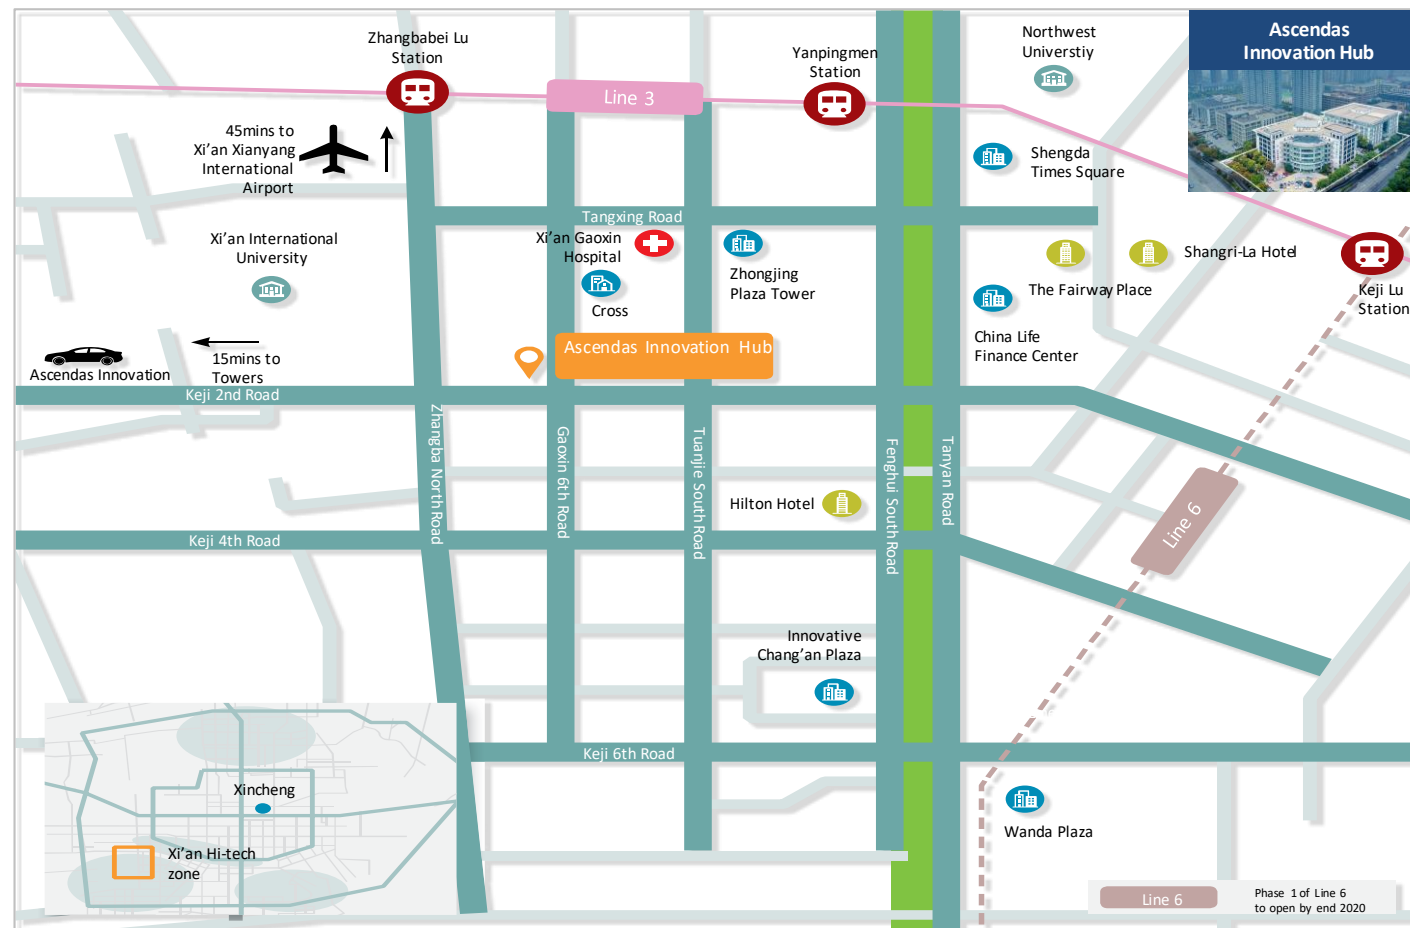 Ascendas
Innovation Hub
Zhangbabei Lu
Station
Line 3
Yanpingmen
Station
Northwest
Universtiy
45mins to
Xi'an Xianyang
International
Airport
Shengda
Times Square
Tangxing Road
Xi'an International
University
Xi'an Gaoxin
Hospital
Cross
Zhongjing
Plaza Tower
The Fairway Place
Shangri-La Hotel
Keji Lu
Station
China Life
Finance Center
Ascendas Innovation Hub
Ascendas Innovation
15mins to
Towers
Keji 2nd Road
Zhangba North Road
Gaoxin 6th Road
Tuanjie South Road
Fenghui South Road
Tanyan Road
Hilton Hotel
Line 6
Keji 4th Road
Innovative
Chang'an Plaza
Keji 6th Road
Xincheng
Xi'an Hi-tech
zone
Wanda Plaza
Line 6
Phase 1 of Line 6
to open by end 2020